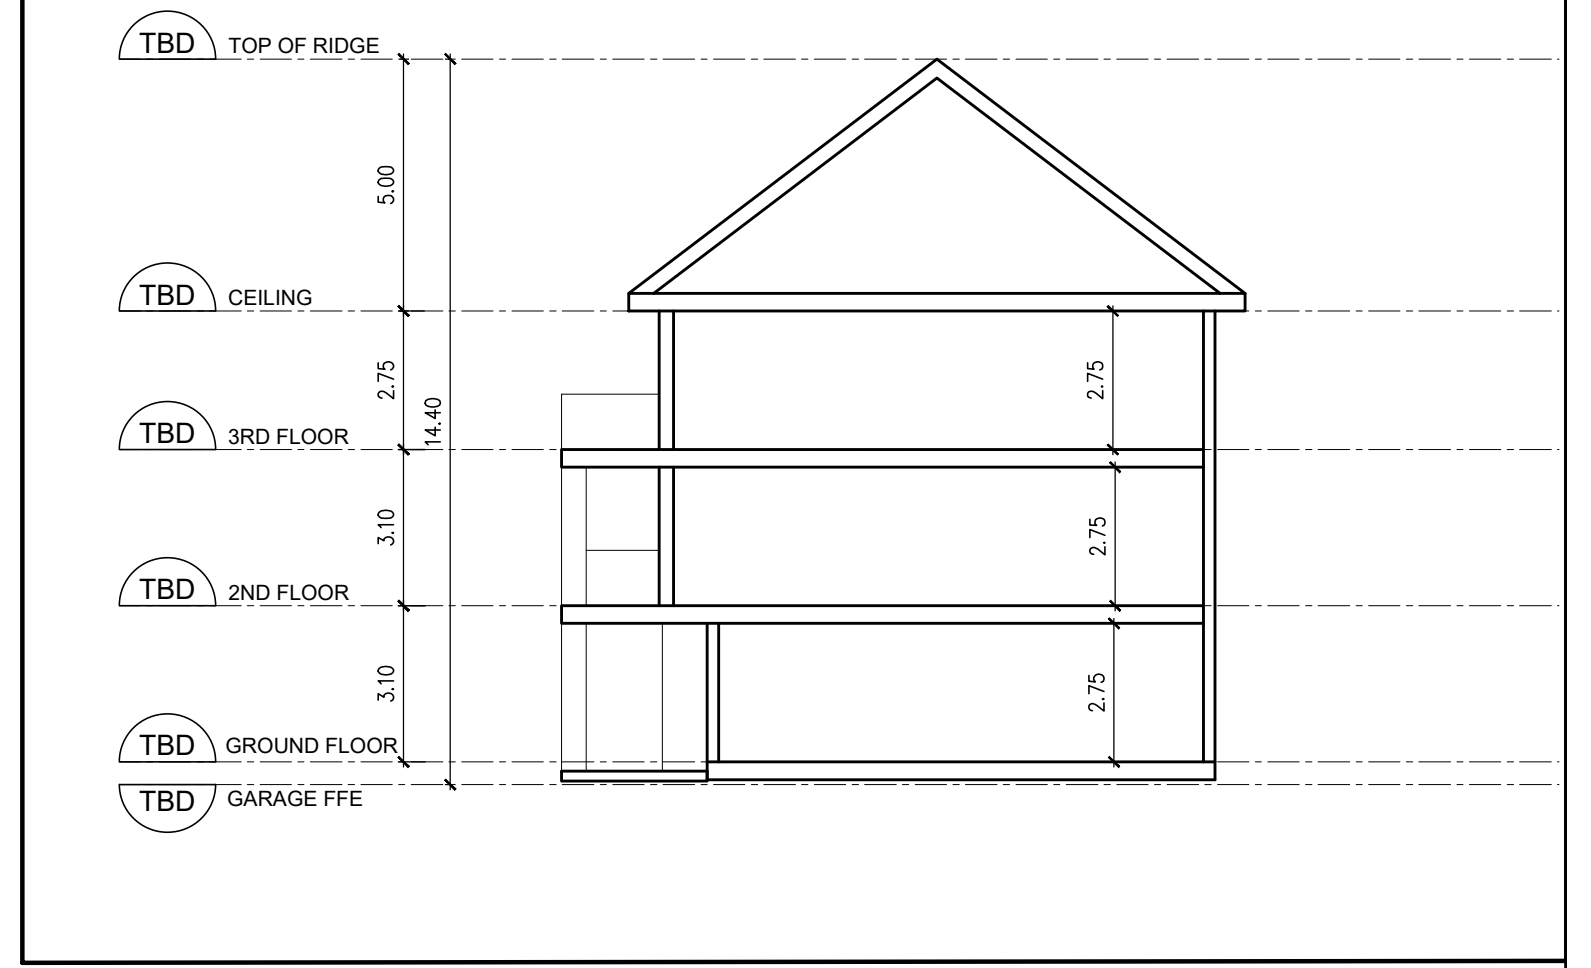 TBD TOP OF RIDGE
5.00
TBD CEILING
2.75
2.75
14.40
TBD 3RD FLOOR
3.10
2.75
TBD 2ND FLOOR
3.10
2.75
TBD GROUND FLOOR
TBD GARAGE FFE